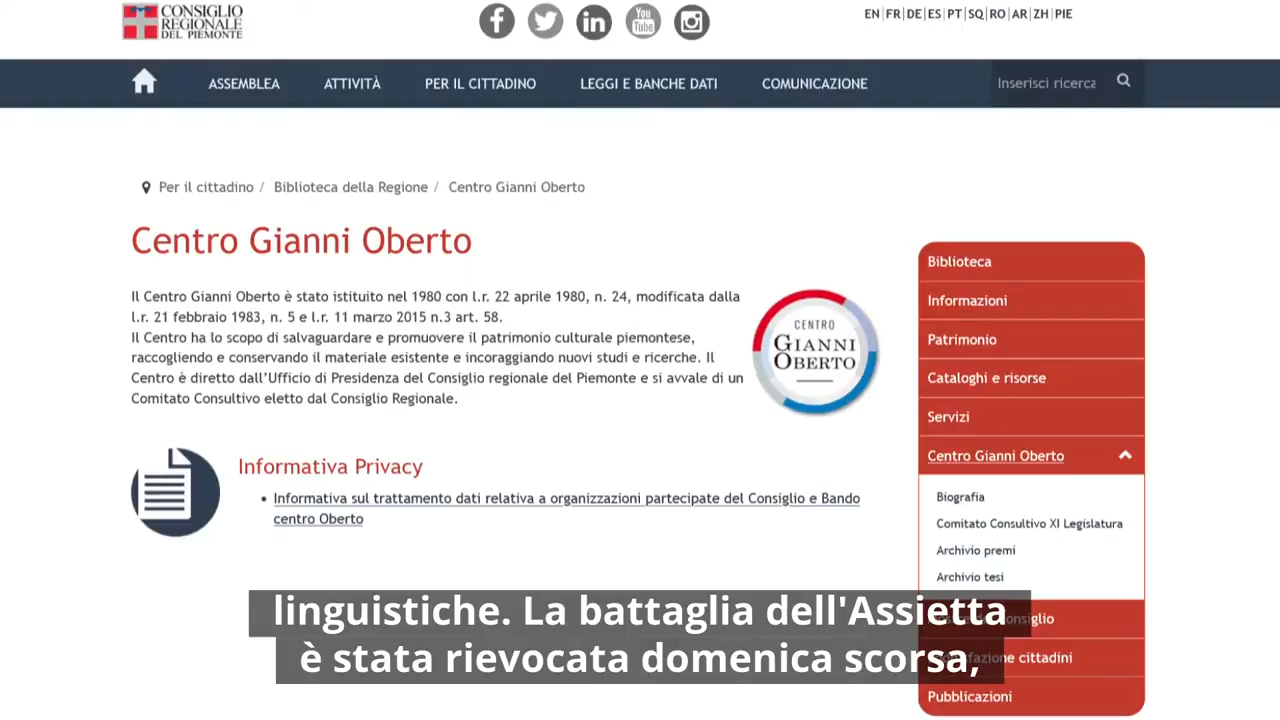 CONSIGLIO
REGIONALE
DEL PIEMONTE
You
Tube
EN | FR | DE | ES | PT | SQ | RO | AR | ZH | PIE
ASSEMBLEA ATTIVITÀ PER IL CITTADINO LEGGI E BANCHE DATI COMUNICAZIONE Inserisci ricerca
Per il cittadino / Biblioteca della Regione / Centro Gianni Oberto
Centro Gianni Oberto
Il Centro Gianni Oberto è stato istituito nel 1980 con l.r. 22 aprile 1980, n. 24, modificata dalla
l.r. 21 febbraio 1983, n. 5 e l.r. 11 marzo 2015 n.3 art. 58.
Il Centro ha lo scopo di salvaguardare e promuovere il patrimonio culturale piemontese,
raccogliendo e conservando il materiale esistente e incoraggiando nuovi studi e ricerche. Il
Centro è diretto dall'Ufficio di Presidenza del Consiglio regionale del Piemonte e si avvale di un
Comitato Consultivo eletto dal Consiglio Regionale.
CENTRO
GIANNI
OBERTO
Informativa Privacy
• Informativa sul trattamento dati relativa a organizzazioni partecipate del Consiglio e Bando
centro Oberto
Biblioteca
Informazioni
Patrimonio
Cataloghi e risorse
Servizi
Centro Gianni Oberto
Biografia
Comitato Consultivo XI Legislatura
Archivio premi
Archivio tesi
cittadini
Pubblicazioni
linguistiche. La battaglia dell'Assietta
è stata rievocata domenica scorsa,